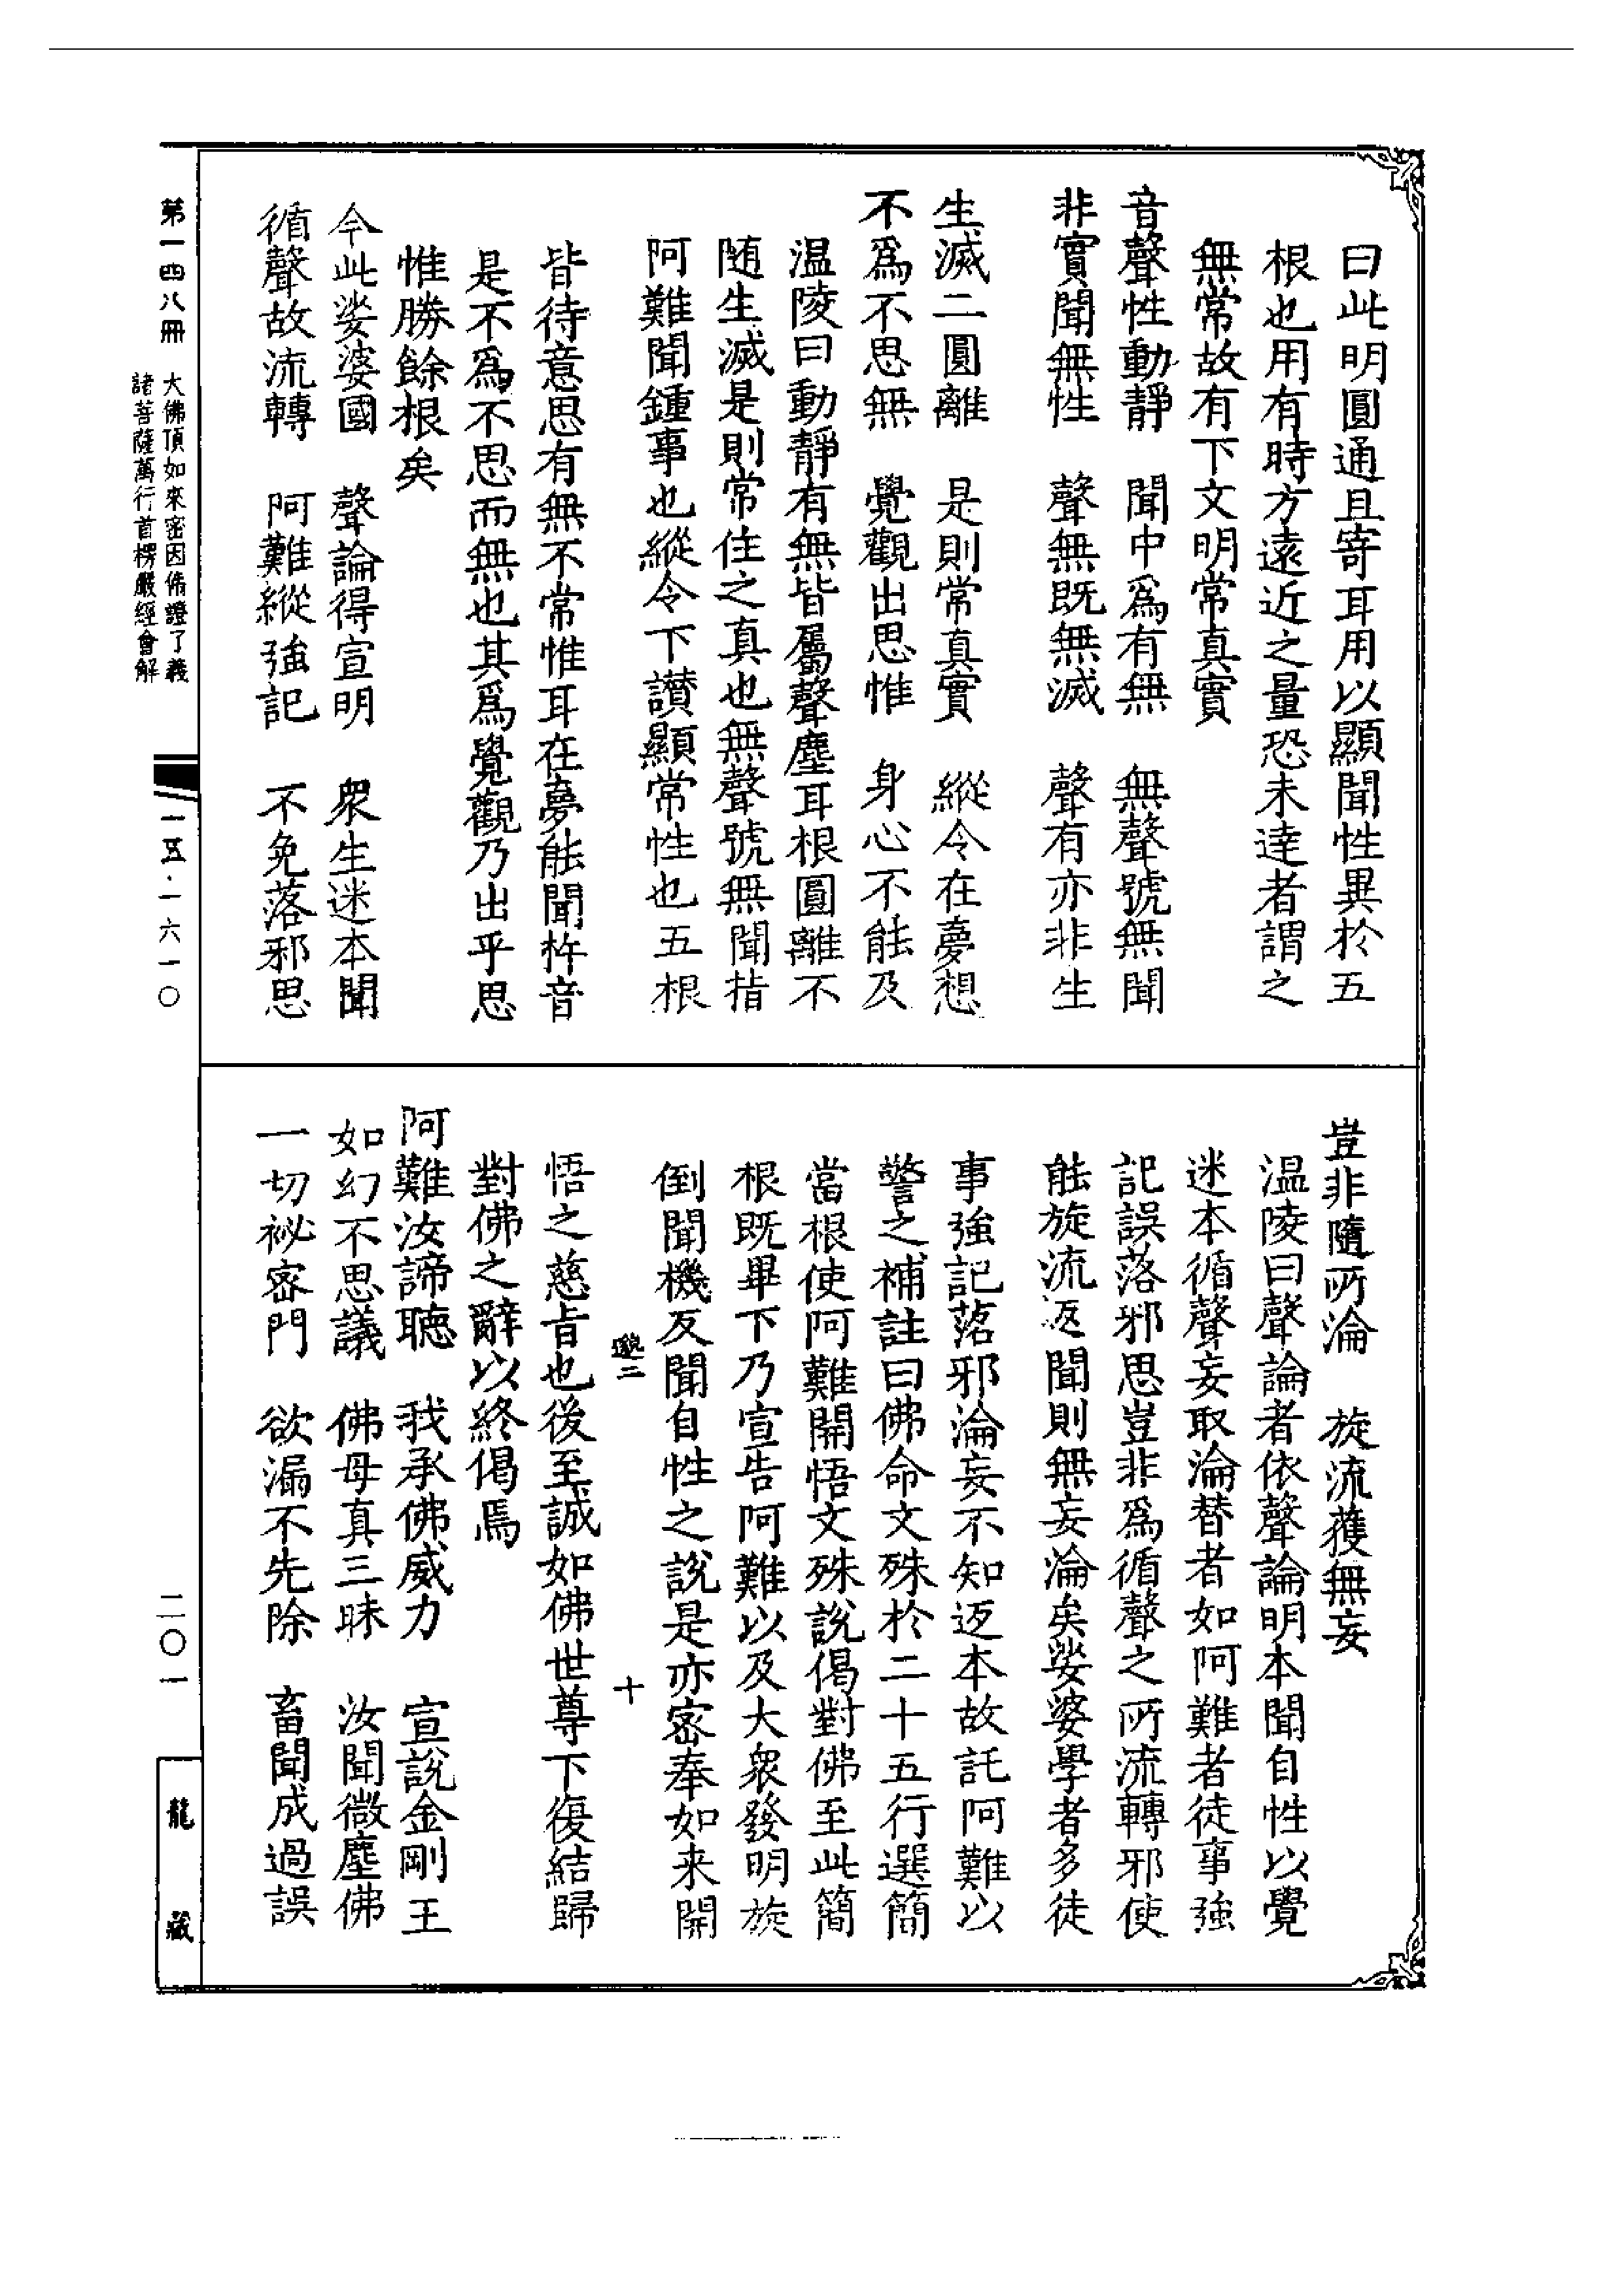 曰此明圓通且寄耳用以顯聞性異於五
根也用有時方遠近之量恐未達者謂之
無常故有下文明常真實
音聲性動靜　聞中為有無　無聲號無聞
非實聞無性　聲無既無滅　聲有亦非生
生滅二圓離　是則常真實　縱令在夢想
不為不思無　覺觀出思惟　身心不能及
温陵曰動靜有無皆屬聲塵耳根圓離不
随生滅是則常住之真也無聲號無聞指
阿難聞鍾事也縱令下讃顯常性也五根
皆待意思有無不常惟耳在夢能聞杵音
是不為不思而無也其為覺觀乃出乎思
惟勝餘根矣
今此娑婆國　聲論得宣明　眾生迷本聞
循聲故流轉　阿難縱強記　不免落邪思
豈非隨所淪　旋流獲無妄
温陵曰聲論者依聲論明本聞自性以覺
迷本循聲妄取淪替者如阿難者徒事強
記誤落邪思豈非為循聲之所流轉邪使
能旋流返聞則無妄淪矣娑婆學者多徒
事強記落邪淪妄不知返本故託阿難以
警之補註曰佛命文殊於二十五行選簡
當根使阿難開悟文殊說偈對佛至此簡
根既畢下乃宣告阿難以及大衆發明旋
倒聞機反聞自性之說是亦密奉如来開
邈三　十
悟之慈旨也後至誠如佛世尊下復結歸
對佛之辭以終偈焉
阿難汝諦聴　我承佛威力　宣說金剛王
如幻不思議　佛母真三昧　汝聞微塵佛
一切祕密門　欲漏不先除　畜聞成過誤
第一四八冊　大佛頂如來密因脩證了義
諸菩薩萬行首楞嚴經會解
一五·一六一〇
二〇一
龍藏